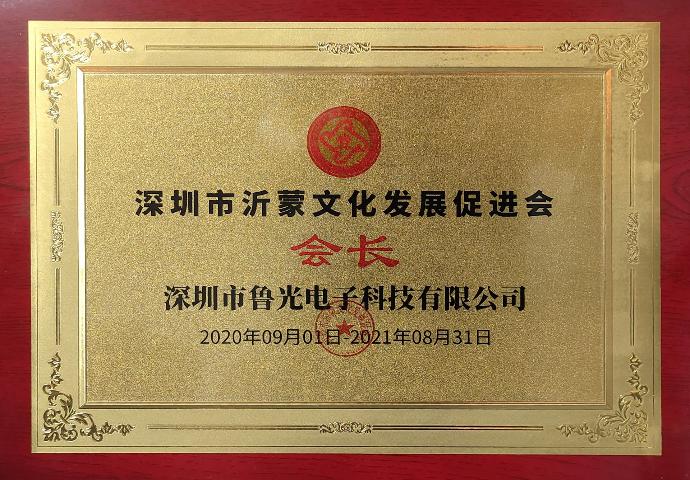 深圳市沂蒙文化发展促进会
会长
深圳市鲁光电子科技有限公司
2020年09月01日-2021年08月31日